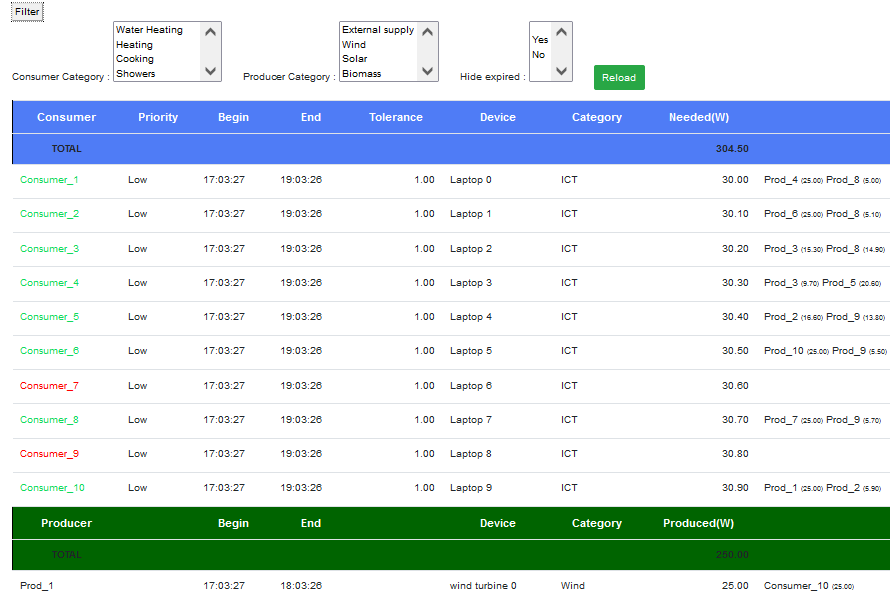 Filter
Consumer Category : Water Heating Heating Cooking Showers Producer Category : External supply Wind Solar Biomass Hide expired : Yes No Reload
Consumer Priority Begin End Tolerance Device Category Needed(W)
TOTAL 304.50
Consumer_1 Low 17:03:27 19:03:26 1.00 Laptop 0 ICT 30.00 Prod_4 (25.00) Prod_8 (5.00)
Consumer_2 Low 17:03:27 19:03:26 1.00 Laptop 1 ICT 30.10 Prod_6 (25.00) Prod_8 (5.10)
Consumer_3 Low 17:03:27 19:03:26 1.00 Laptop 2 ICT 30.20 Prod_3 (15.30) Prod_8 (14.90)
Consumer_4 Low 17:03:27 19:03:26 1.00 Laptop 3 ICT 30.30 Prod_3 (9.70) Prod_5 (20.60)
Consumer_5 Low 17:03:27 19:03:26 1.00 Laptop 4 ICT 30.40 Prod_2 (16.60) Prod_9 (13.80)
Consumer_6 Low 17:03:27 19:03:26 1.00 Laptop 5 ICT 30.50 Prod_10 (25.00) Prod_9 (5.50)
Consumer_7 Low 17:03:27 19:03:26 1.00 Laptop 6 ICT 30.60
Consumer_8 Low 17:03:27 19:03:26 1.00 Laptop 7 ICT 30.70 Prod_7 (25.00) Prod_9 (5.70)
Consumer_9 Low 17:03:27 19:03:26 1.00 Laptop 8 ICT 30.80
Consumer_10 Low 17:03:27 19:03:26 1.00 Laptop 9 ICT 30.90 Prod_1 (25.00) Prod_2 (5.90)
Producer Begin End Device Category Produced(W)
TOTAL 250.00
Prod_1 17:03:27 18:03:26 wind turbine 0 Wind 25.00 Consumer_10 (25.00)